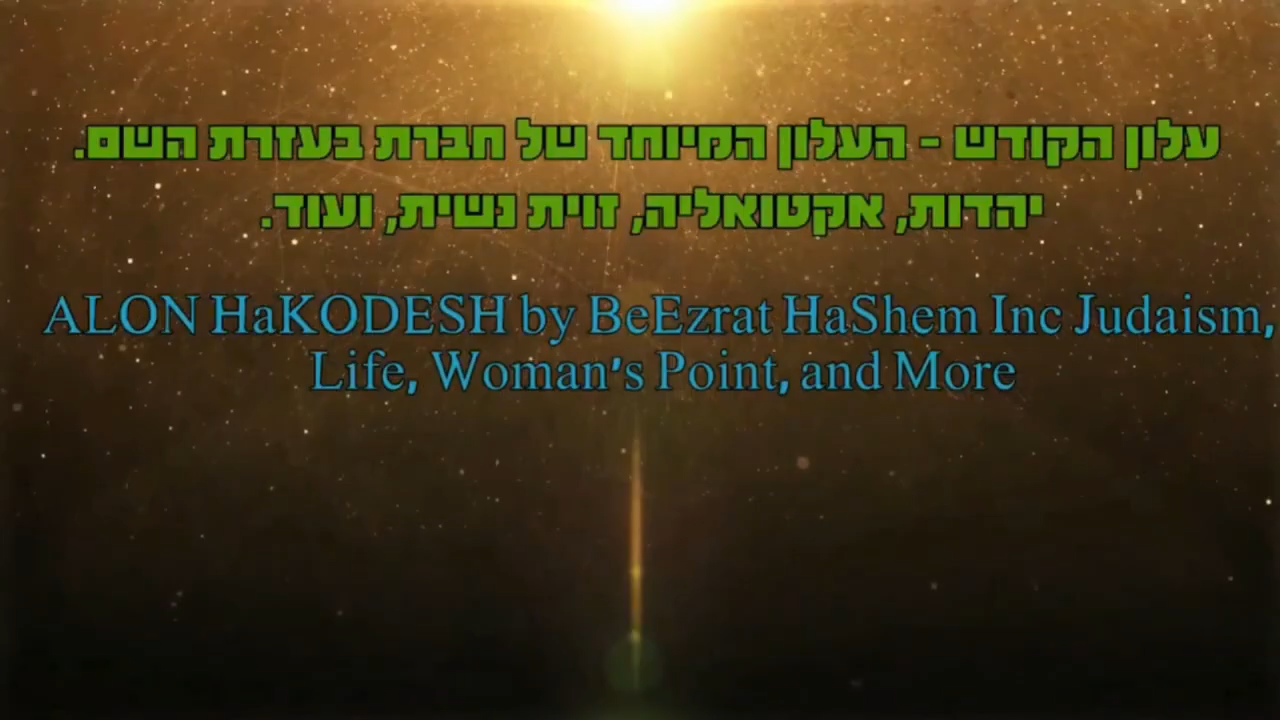 עלון הקודש - העלון המיוחד של חברת בעזרת השם.
יהדות, אקטואליה, זוית נשית, ועוד.
ALON HaKODESH by BeEzrat HaShem Inc Judaism,
Life, Woman's Point, and More